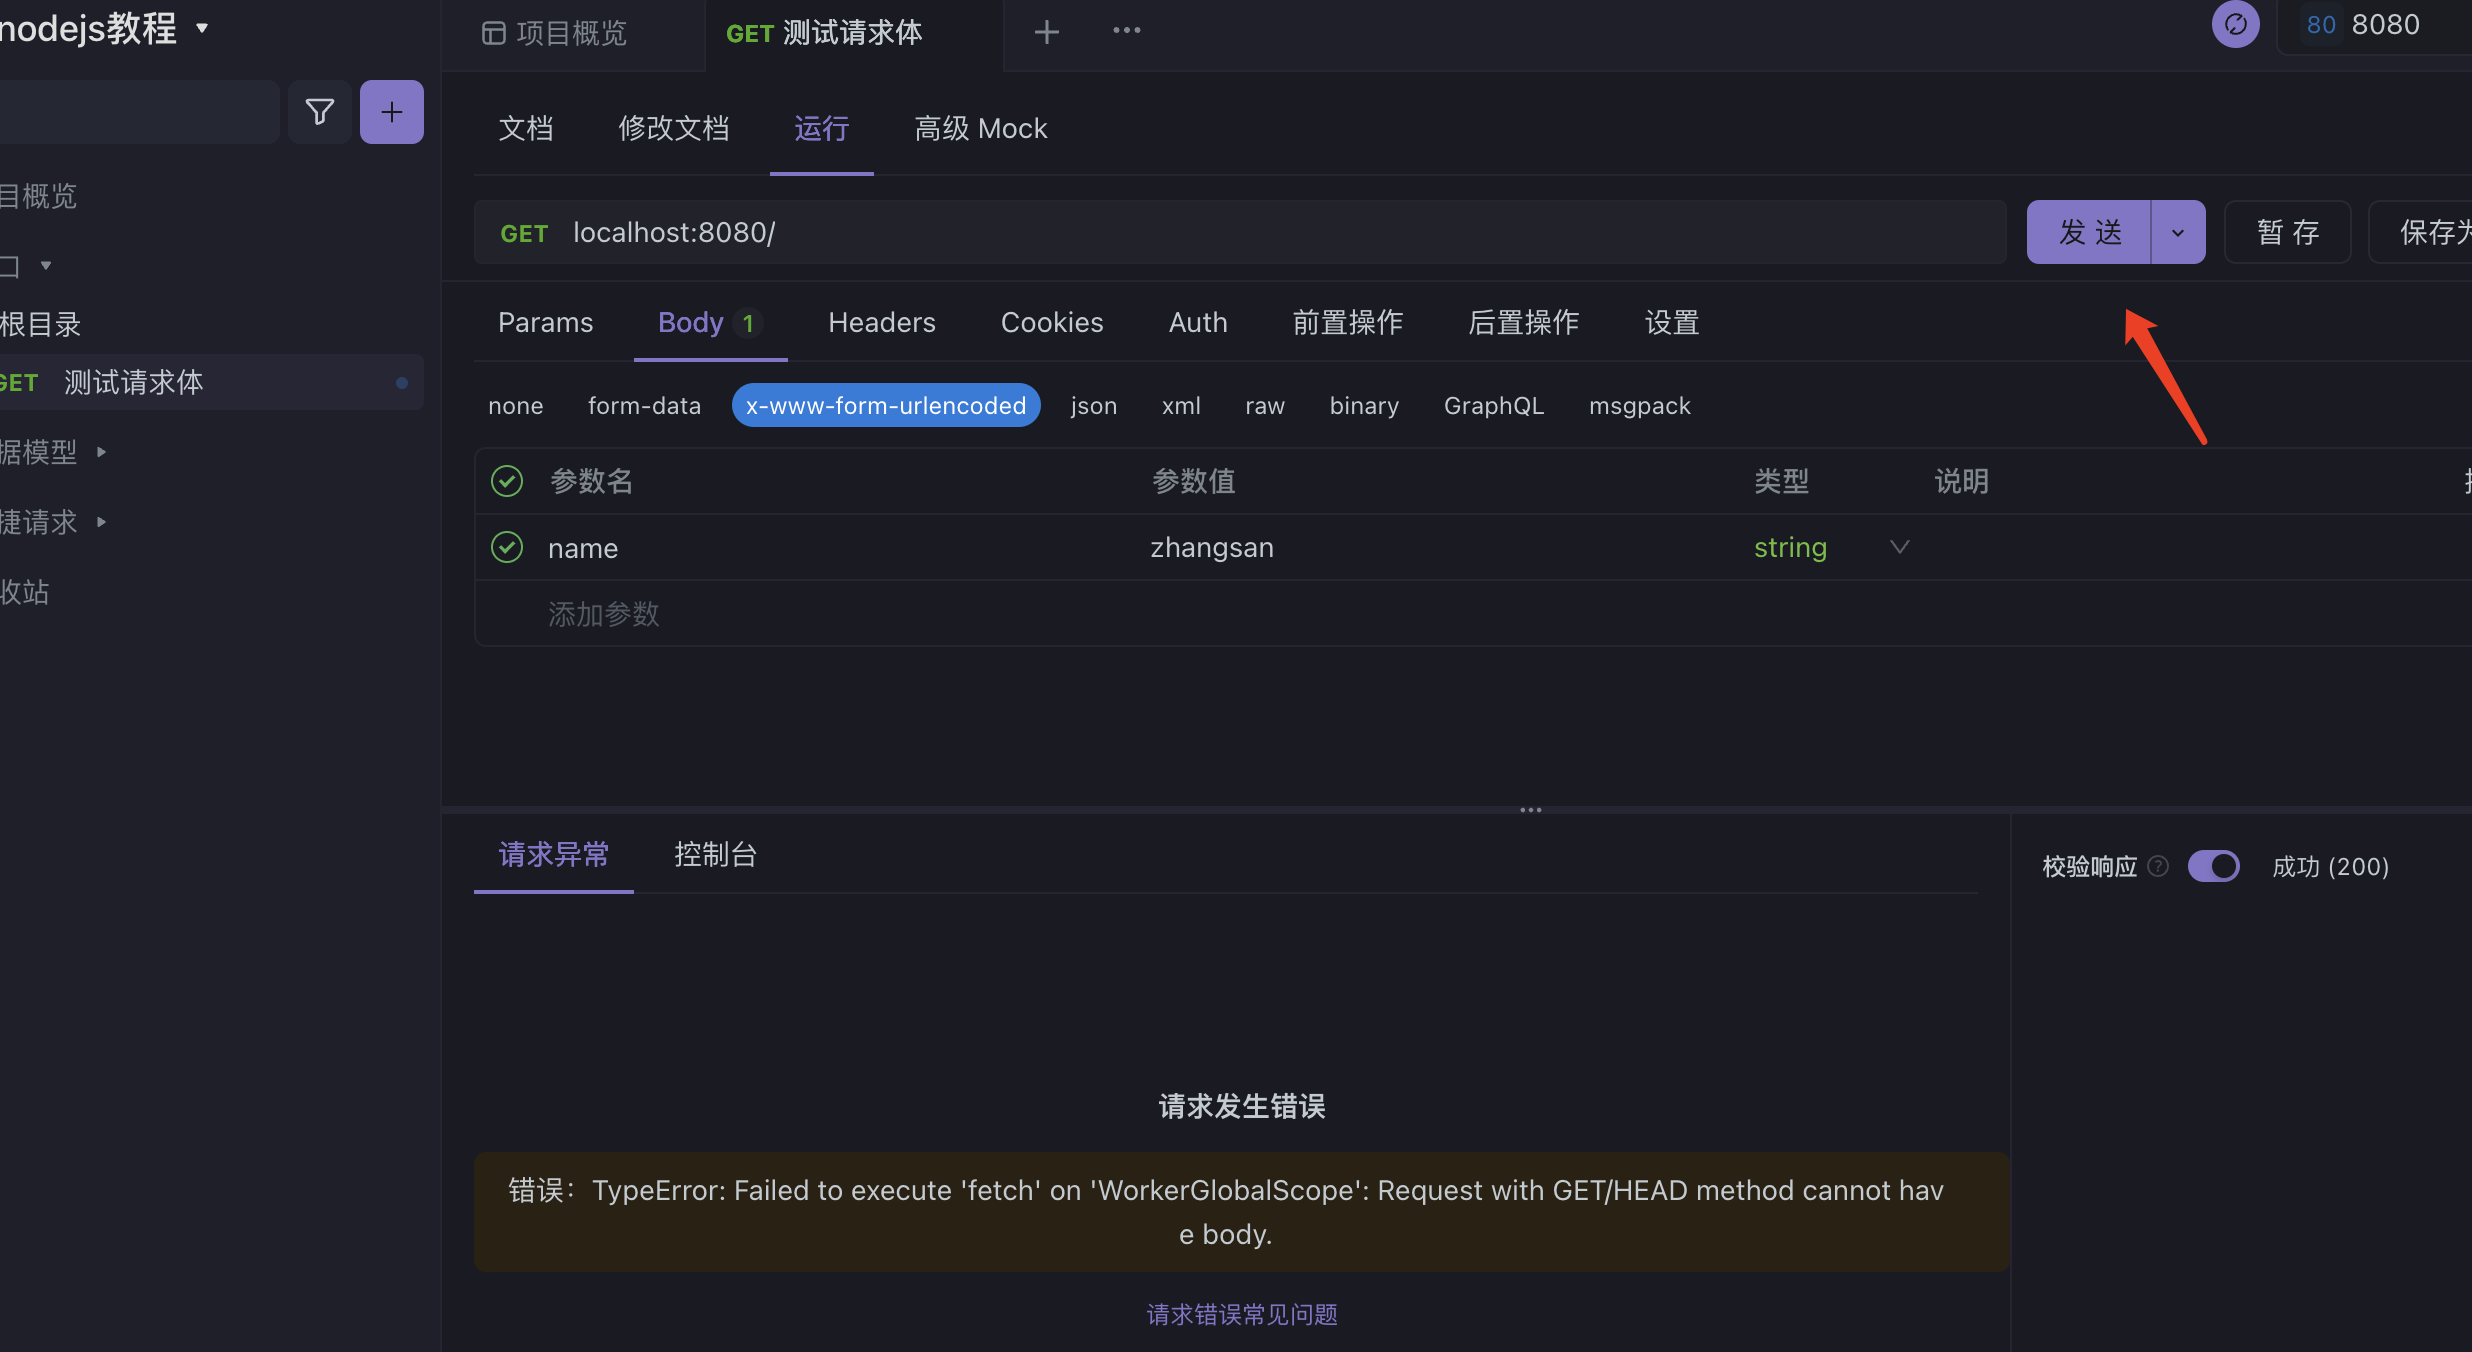 nodejs教程
项目概览
GET 测试请求体
80 8080
文档
修改文档
运行
高级 Mock
目概览
口
根目录
GET 测试请求体
据模型
捷请求
收站
GET localhost:8080/
发 送
暂 存
保存为
Params
Body 1
Headers
Cookies
Auth
前置操作
后置操作
设置
none
form-data
x-www-form-urlencoded
json
xml
raw
binary
GraphQL
msgpack
参数名
参数值
类型
说明
name
zhangsan
string
添加参数
请求异常
控制台
校验响应
?
成功 (200)
请求发生错误
错误：TypeError: Failed to execute 'fetch' on 'WorkerGlobalScope': Request with GET/HEAD method cannot hav
e body.
请求错误常见问题